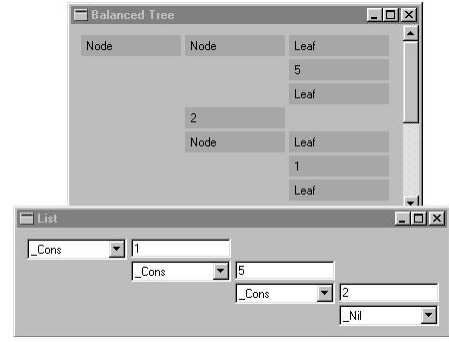 Balanced Tree
Node Node Leaf
5
Leaf
2
Node Leaf
1
Leaf
List
_Cons 1
_Cons 5
_Cons 2
_Nil